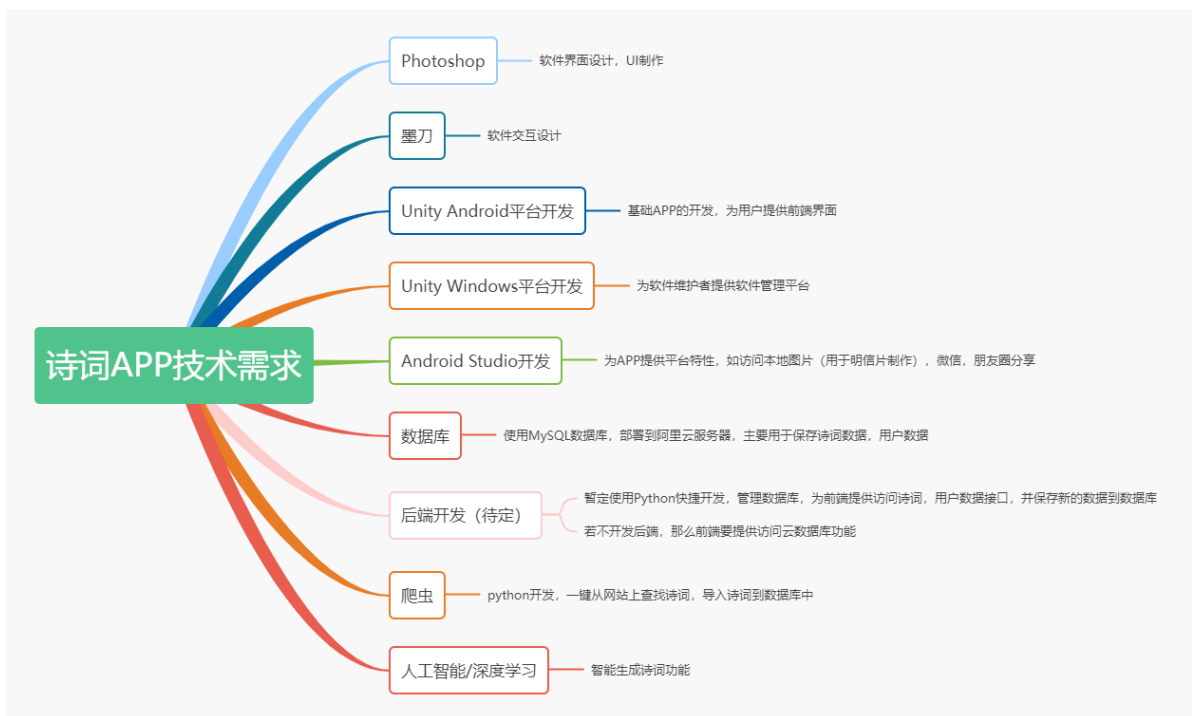 诗词APP技术需求
Photoshop
软件界面设计，UI制作
墨刀
软件交互设计
Unity Android平台开发
基础APP的开发，为用户提供前端界面
Unity Windows平台开发
为软件维护者提供软件管理平台
Android Studio开发
为APP提供平台特性，如访问本地图片（用于明信片制作），微信，朋友圈分享
数据库
使用MySQL数据库，部署到阿里云服务器，主要用于保存诗词数据，用户数据
后端开发（待定）
暂定使用Python快捷开发，管理数据库，为前端提供访问诗词，用户数据接口，并保存新的数据到数据库
若不开发后端，那么前端要提供访问云数据库功能
爬虫
python开发，一键从网站上查找诗词，导入诗词到数据库中
人工智能/深度学习
智能生成诗词功能